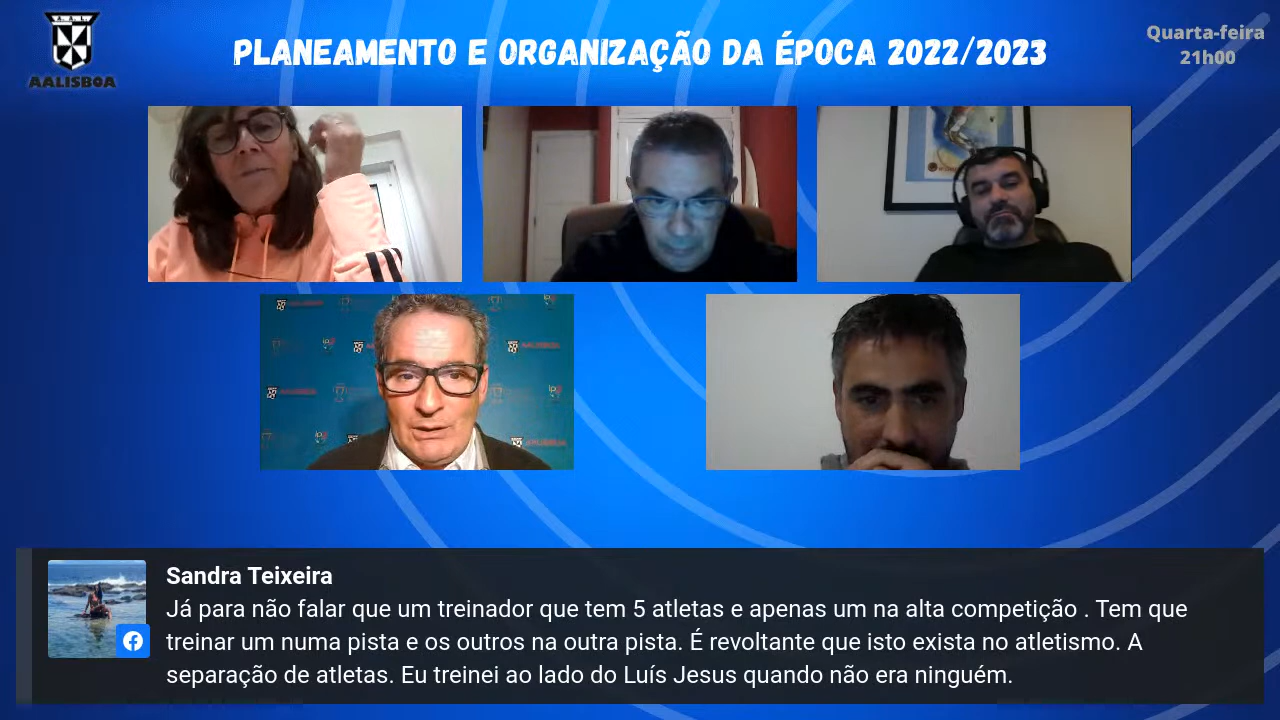 AALISBOA
PLANEAMENTO E ORGANIZAÇÃO DA ÉPOCA 2022/2023
Quarta-feira
21h00
Sandra Teixeira
Já para não falar que um treinador que tem 5 atletas e apenas um na alta competição . Tem que
treinar um numa pista e os outros na outra pista. É revoltante que isto exista no atletismo. A
separação de atletas. Eu treinei ao lado do Luís Jesus quando não era ninguém.